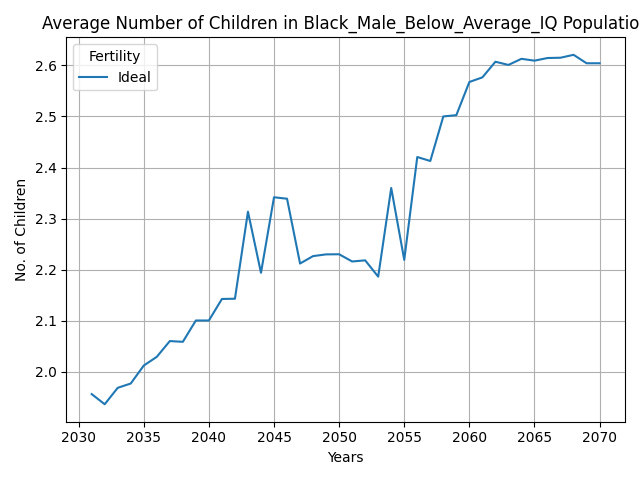 Average Number of Children in Black_Male_Below_Average_IQ Populatio
Fertility
Ideal
No. of Children
2.6
2.5
2.4
2.3
2.2
2.1
2.0
2030 2035 2040 2045 2050 2055 2060 2065 2070
Years